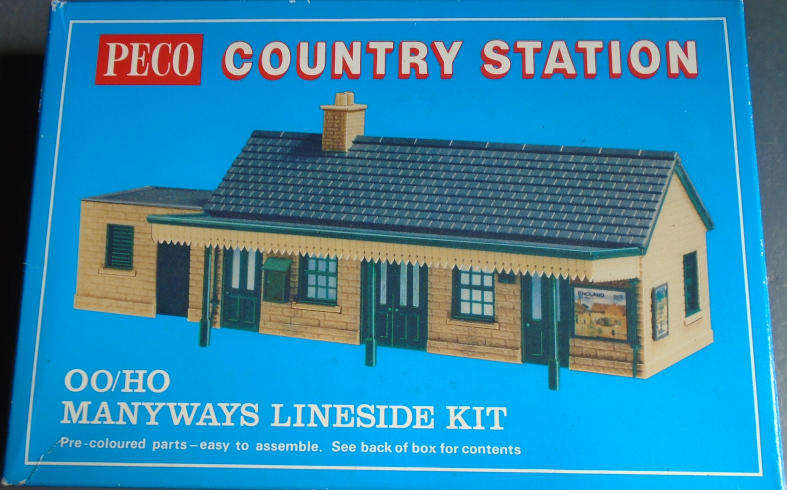 PECO COUNTRY STATION
ENGLAND
OO/HO
MANYWAYS LINESIDE KIT
Pre-coloured parts–easy to assemble. See back of box for contents